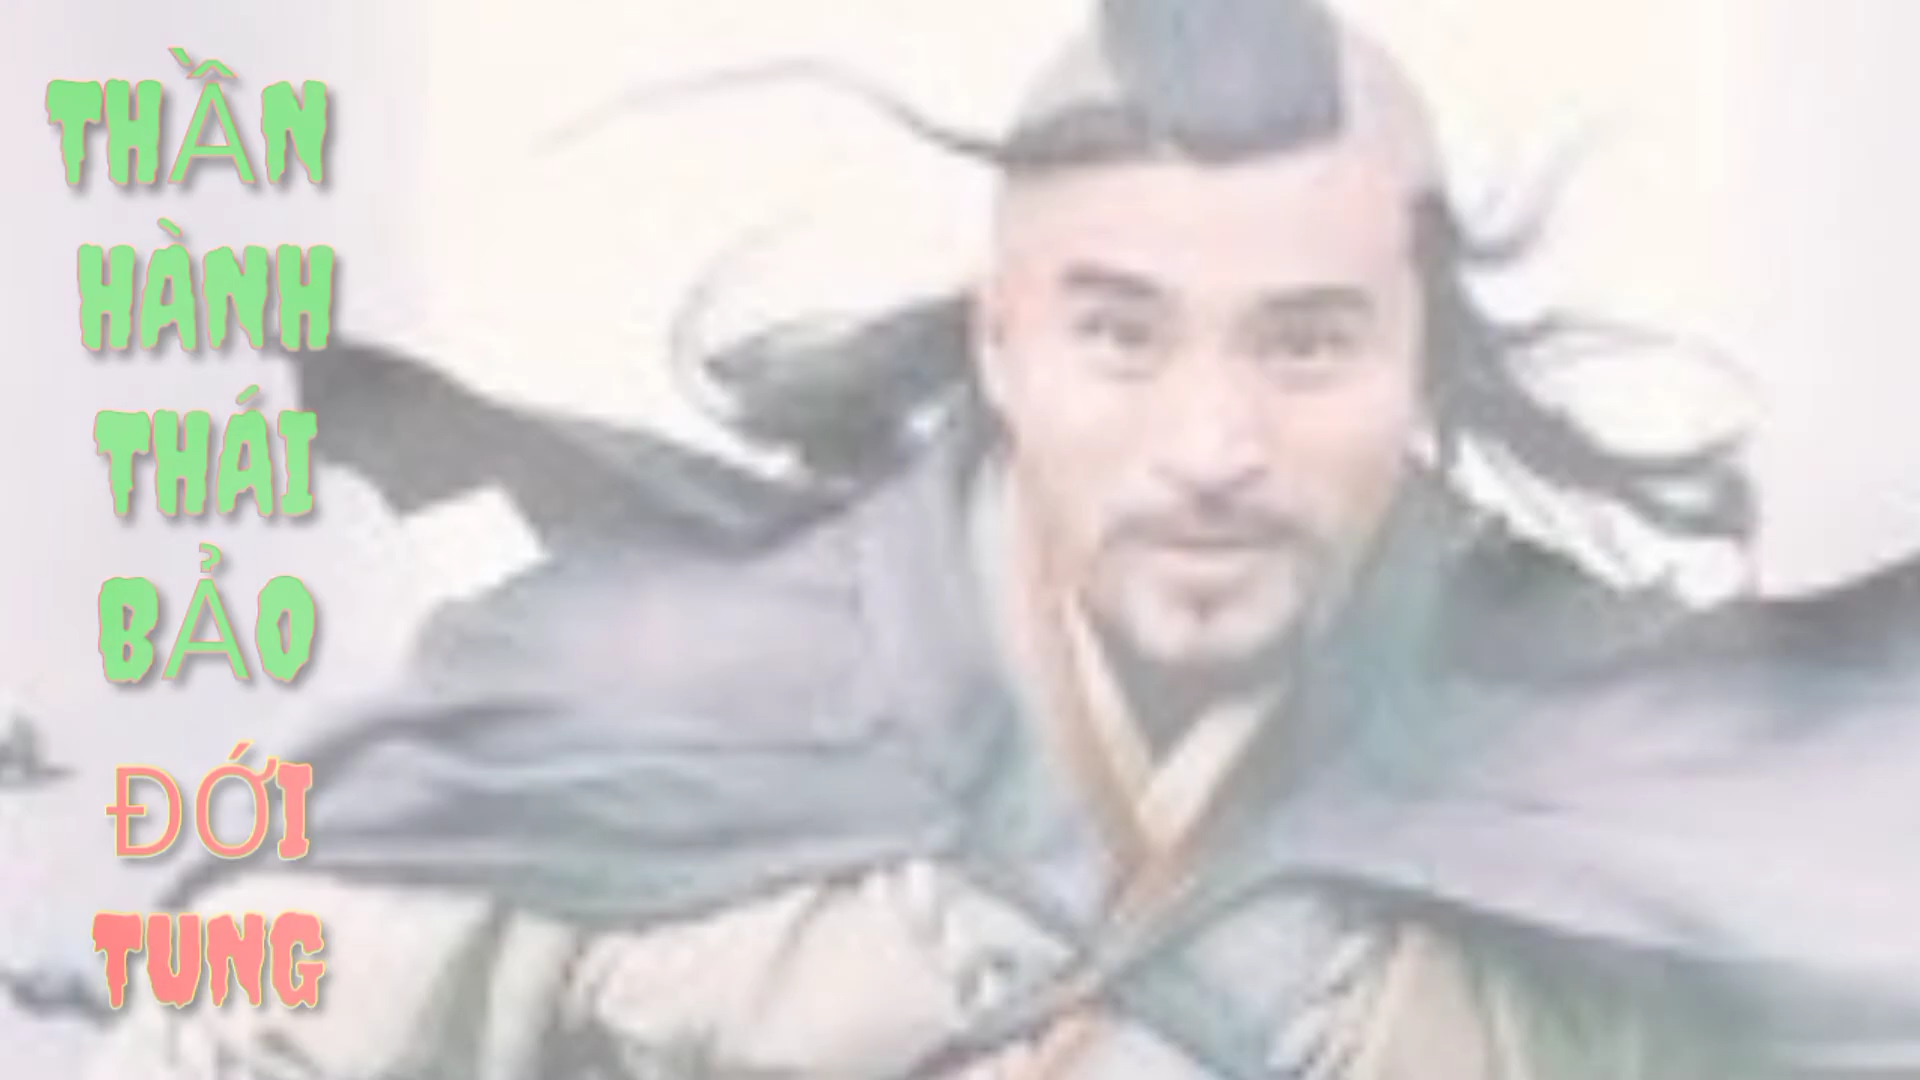 THẦN
HÀNH
THÁI
BẢO
ĐỚI
TUNG